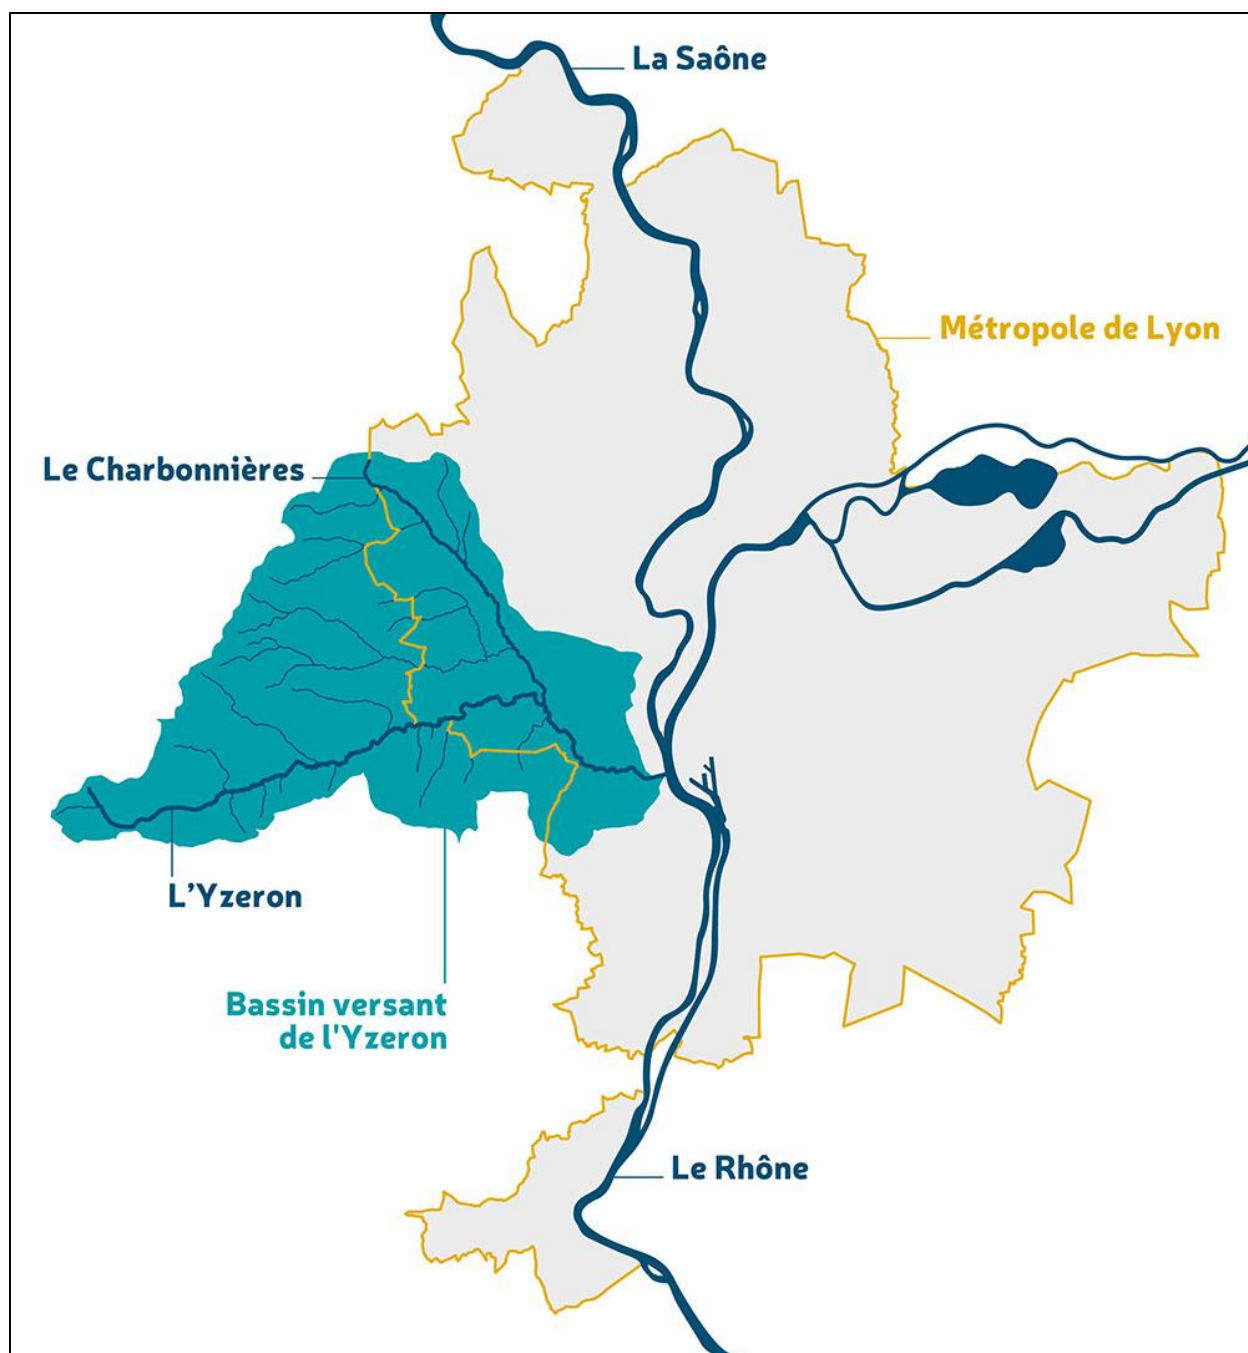 La Saône
Métropole de Lyon
Le Charbonnières
L'Yzeron
Bassin versant
de l'Yzeron
Le Rhône